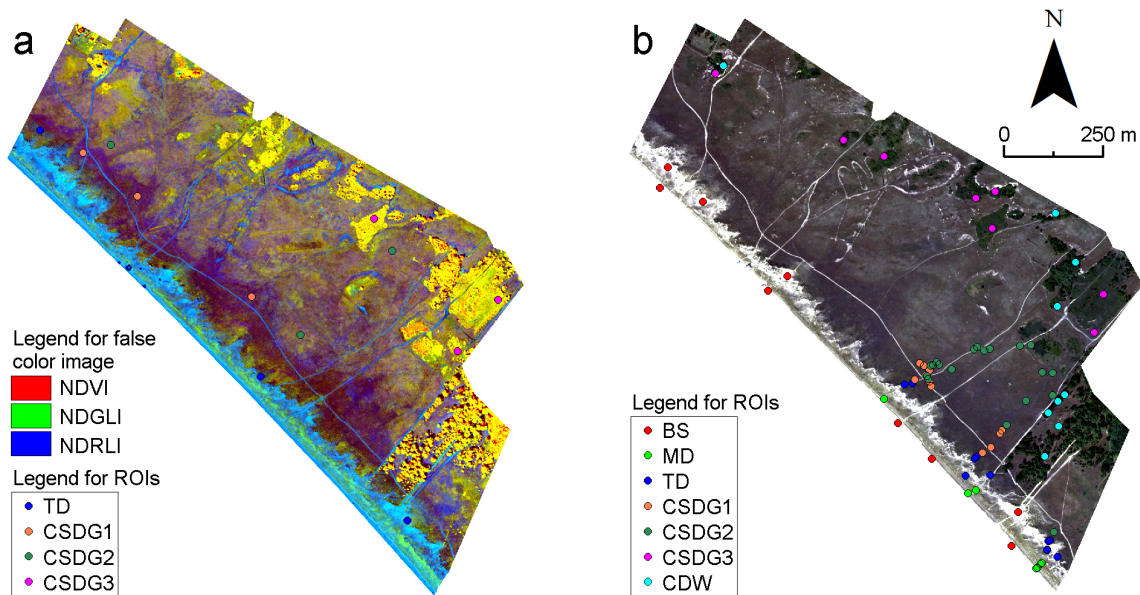 a
Legend for false
color image
NDVI
NDGLI
NDRLI
Legend for ROIs
TD
CSDG1
CSDG2
CSDG3
b
N
0 250 m
Legend for ROIs
BS
MD
TD
CSDG1
CSDG2
CSDG3
CDW